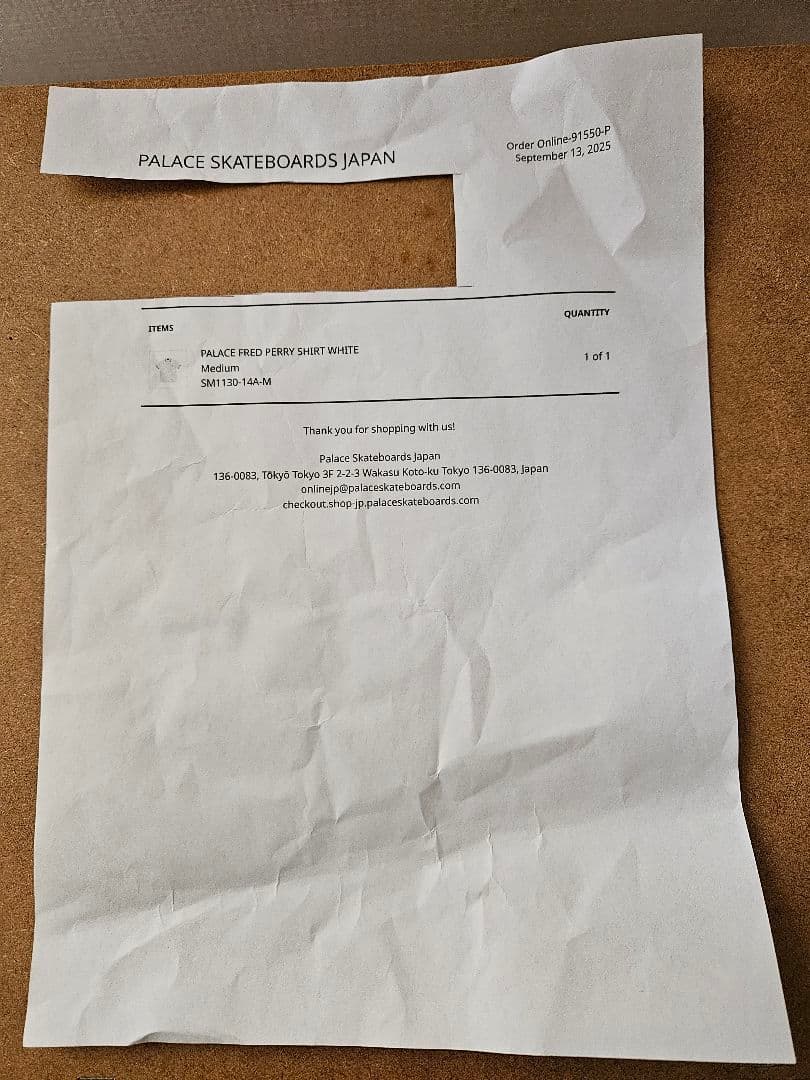 PALACE SKATEBOARDS JAPAN
Order Online-91550-P
September 13, 2025
ITEMS
QUANTITY
PALACE FRED PERRY SHIRT WHITE
Medium
SM1130-14A-M
1 of 1
Thank you for shopping with us!
Palace Skateboards Japan
136-0083, Tōkyō Tokyo 3F 2-2-3 Wakasu Koto-ku Tokyo 136-0083, Japan
onlinejp@palaceskateboards.com
checkout.shop-jp.palaceskateboards.com